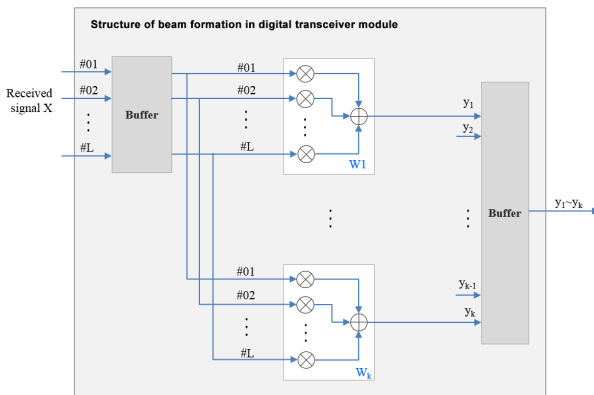 Structure of beam formation in digital transceiver module
Received
signal X
#01
#02
#L
Buffer
#01
#02
#L
W1
y1
y2
Buffer
y1~yk
#01
#02
#L
Wk
yk-1
yk